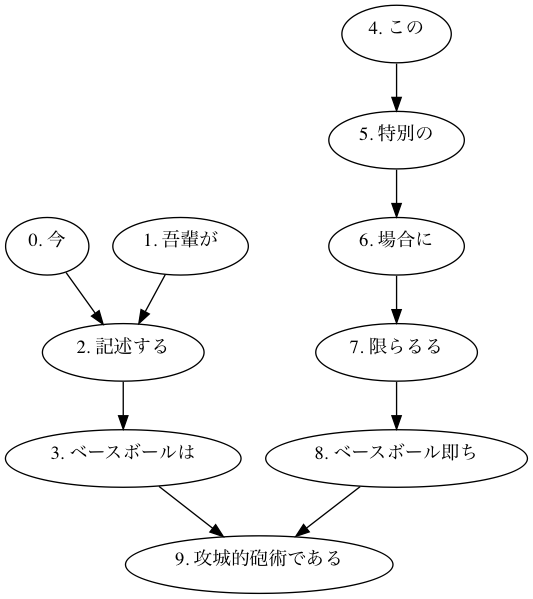 4. この
5. 特別の
0. 今
1. 吾輩が
6. 場合に
2. 記述する
7. 限らるる
3. ベースボールは
8. ベースボール即ち
9. 攻城的砲術である